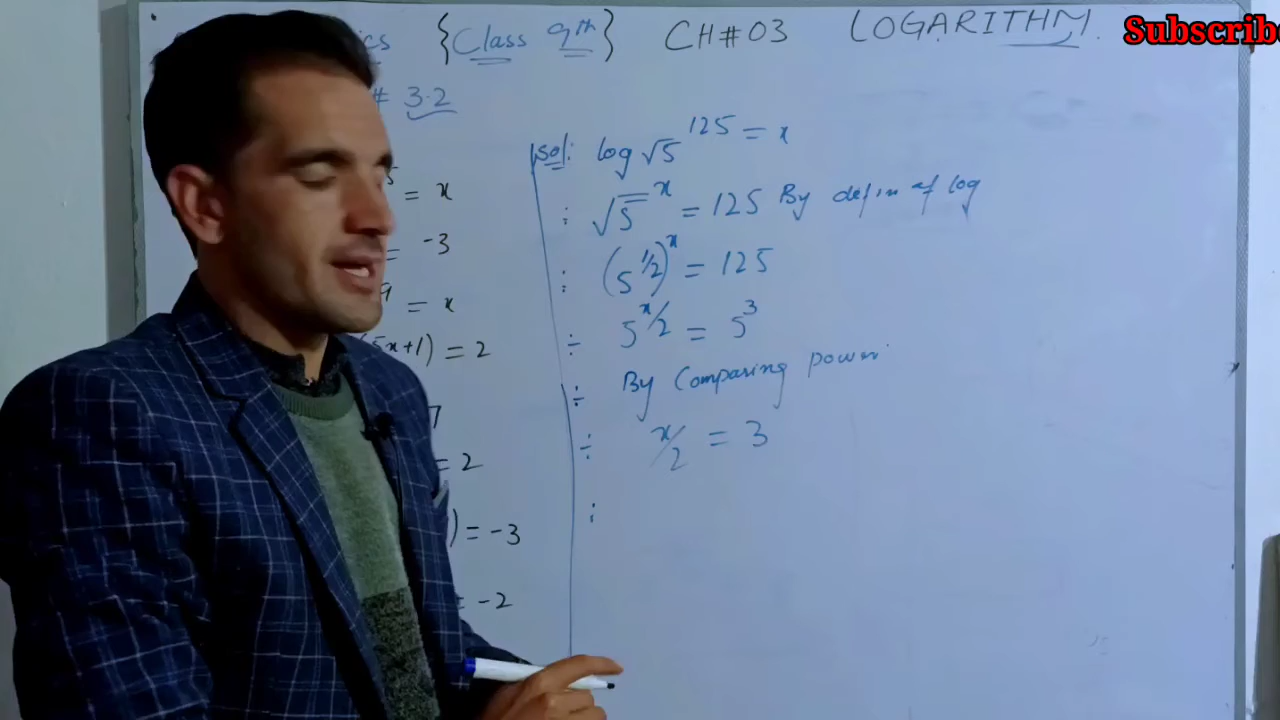 {Class 9th} CH#03 LOGARITHM.
Subscribe
# 3.2
= x
= -3
= x
5x+1) = 2
7
= 2
) = -3
= -2
Sol: log √5 125 = x
: √5^x = 125 By defin of log
: (5^1/2)^x = 125
÷ 5^x/2 = 5^3
÷ By Comparing power
÷ x/2 = 3
: